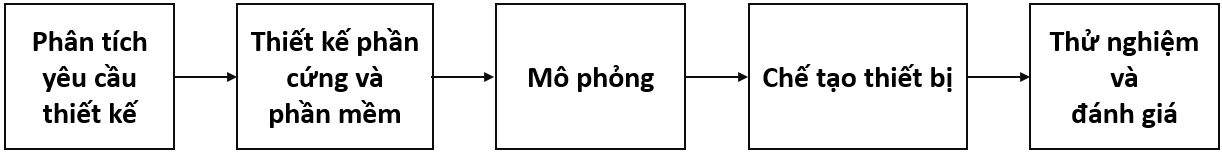 Phân tích
yêu cầu
thiết kế
Thiết kế phần
cứng và
phần mềm
Mô phỏng
Chế tạo thiết bị
Thử nghiệm
và
đánh giá